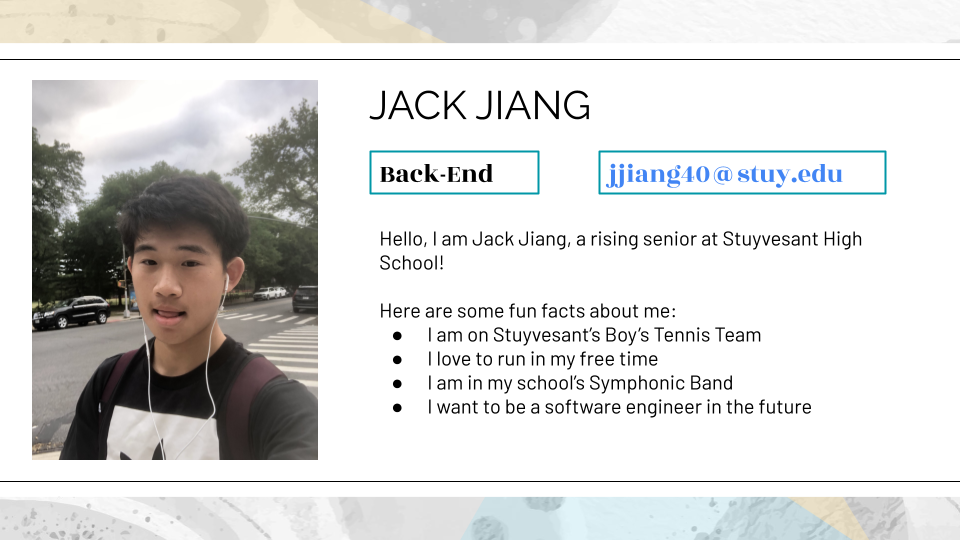 JACK JIANG
Back-End
jjiang40@stuy.edu
Hello, I am Jack Jiang, a rising senior at Stuyvesant High
School!
Here are some fun facts about me:
● I am on Stuyvesant's Boy's Tennis Team
● I love to run in my free time
● I am in my school's Symphonic Band
● I want to be a software engineer in the future